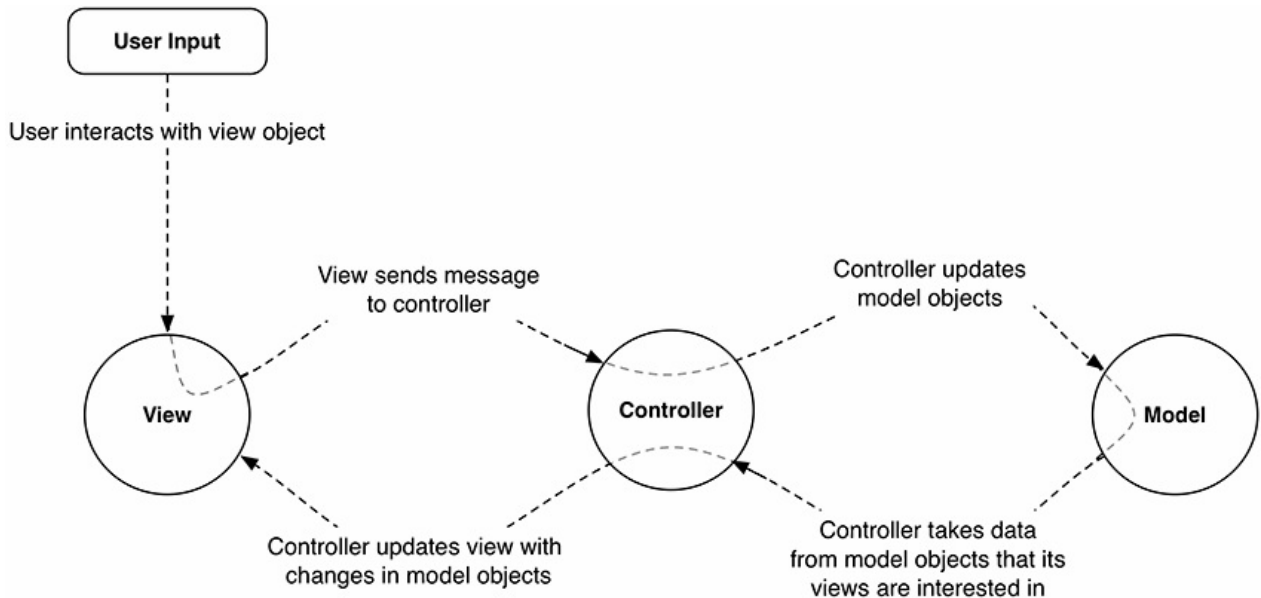 User Input
User interacts with view object
View sends message
to controller
Controller updates
model objects
View
Controller
Model
Controller updates view with
changes in model objects
Controller takes data
from model objects that its
views are interested in